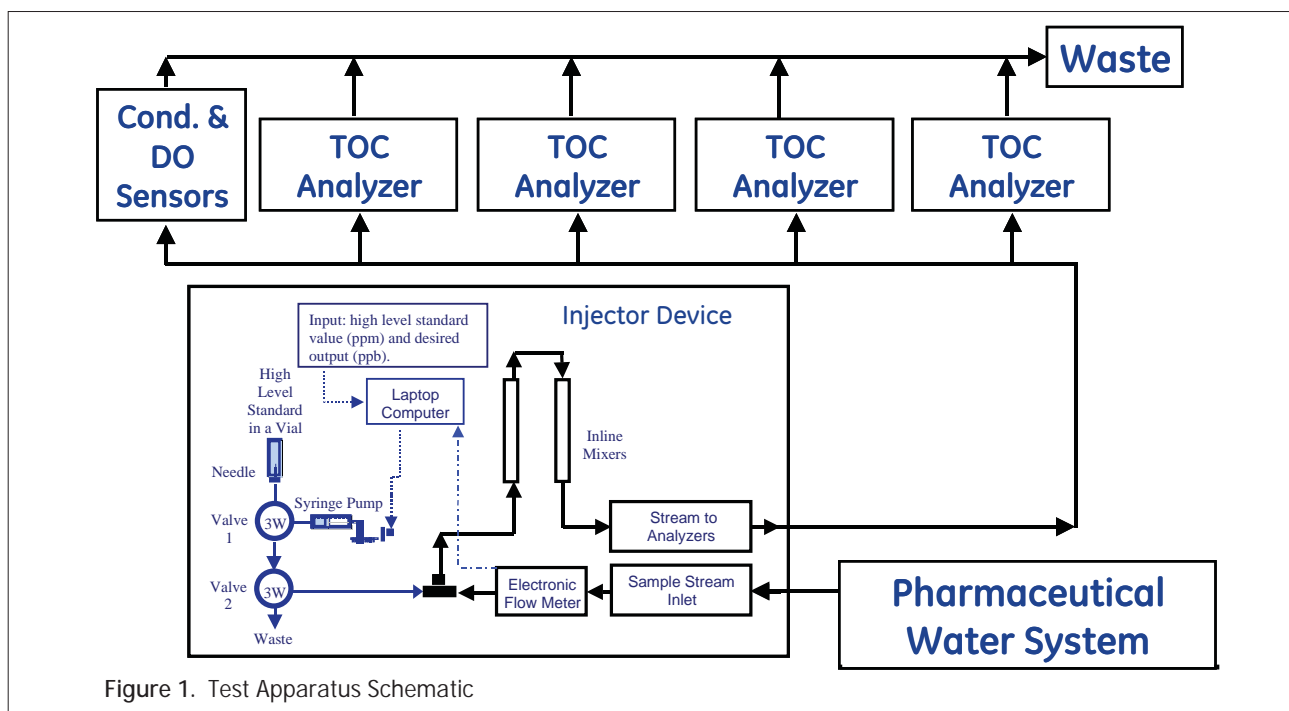 Waste
Cond. &
DO
Sensors
TOC
Analyzer
TOC
Analyzer
TOC
Analyzer
TOC
Analyzer
Injector Device
Input: high level standard
value (ppm) and desired
output (ppb).
High
Level
Standard
in a Vial
Laptop
Computer
Inline
Mixers
Needle
Syringe Pump
Valve
1
3W
Stream to
Analyzers
Valve
2
3W
Electronic
Flow Meter
Sample Stream
Inlet
Waste
Pharmaceutical
Water System
Figure 1. Test Apparatus Schematic